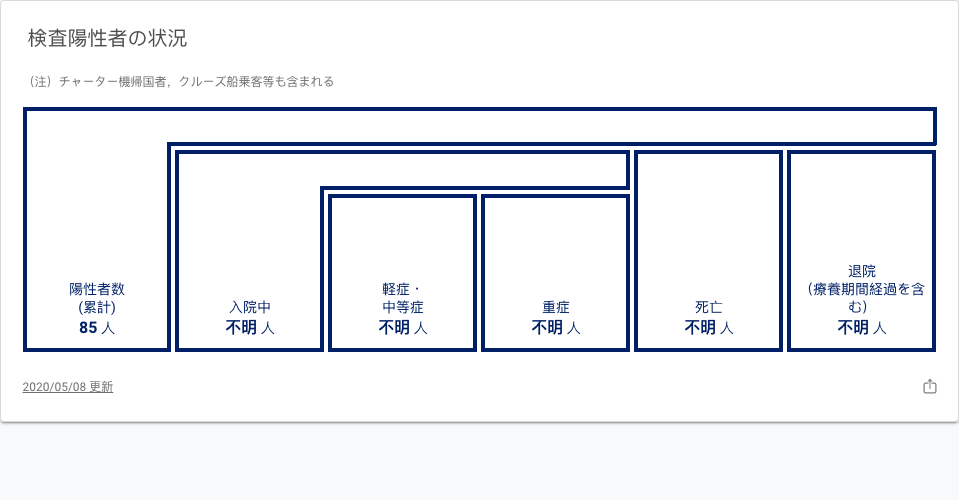 検査陽性者の状況
（注）チャーター機帰国者，クルーズ船乗客等も含まれる
陽性者数
(累計)
85 人
入院中
不明 人
軽症・
中等症
不明 人
重症
不明 人
死亡
不明 人
退院
（療養期間経過を含
む）
不明 人
2020/05/08 更新